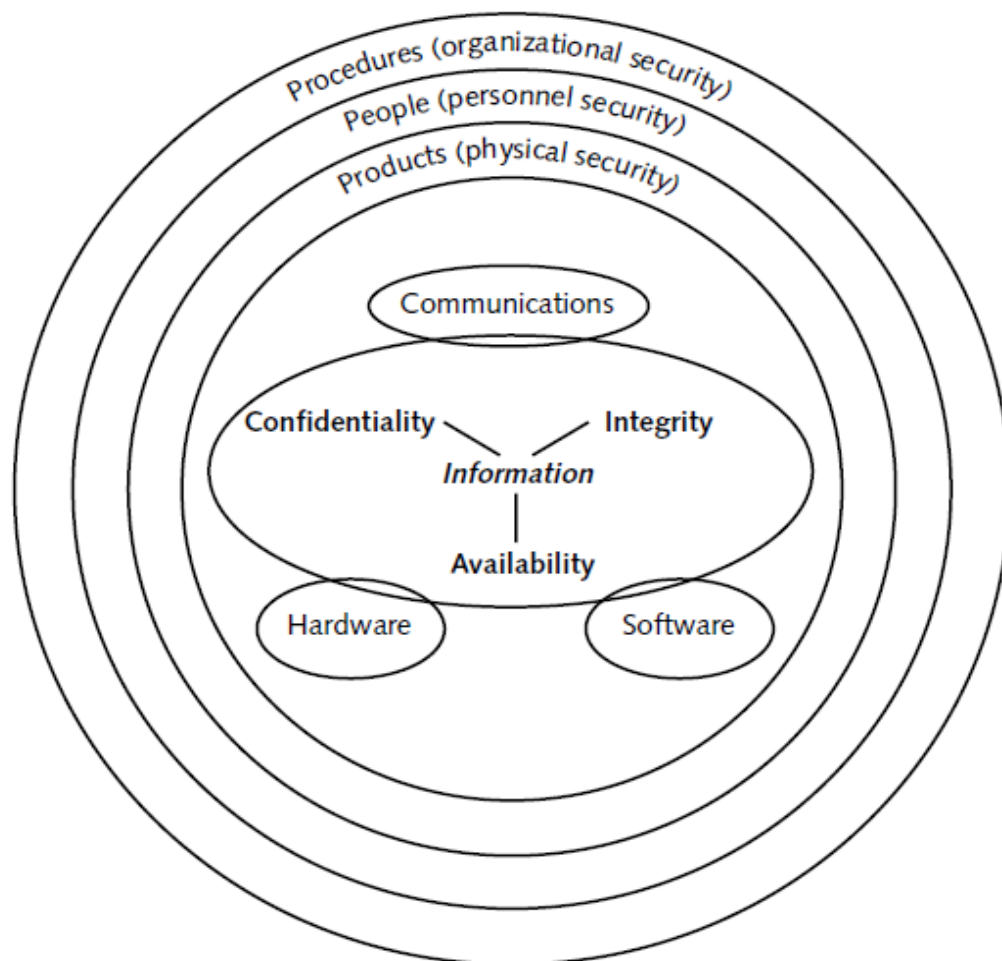 Procedures (organizational security)
People (personnel security)
Products (physical security)
Communications
Confidentiality
Integrity
Information
Availability
Hardware
Software